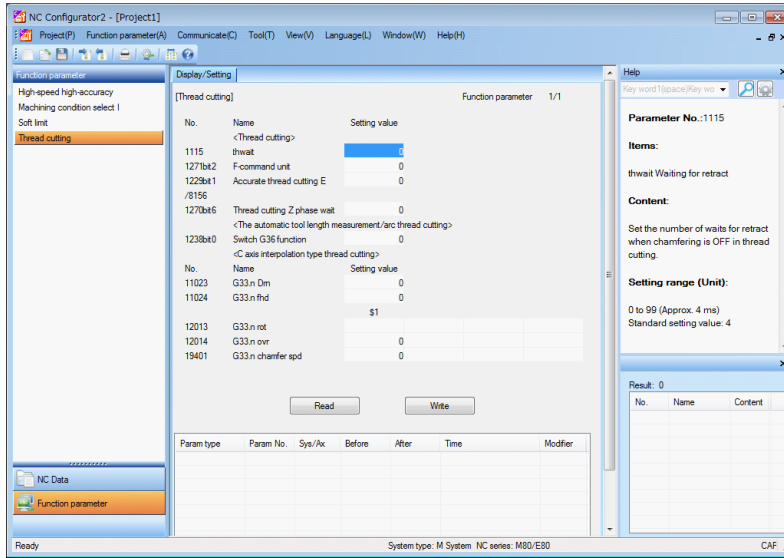 NC Configurator2 - [Project1]
Project(P) Function parameter(A) Communicate(C) Tool(T) View(V) Language(L) Window(W) Help(H)
Function parameter
High-speed high-accuracy
Machining condition select I
Soft limit
Thread cutting
NC Data
Function parameter
Display/Setting
[Thread cutting] Function parameter 1/1
No. Name Setting value
<Thread cutting>
1115 thwait 0
1271bit2 F-command unit 0
1229bit1 Accurate thread cutting E 0
/8156
1270bit6 Thread cutting Z phase wait 0
<The automatic tool length measurement/arc thread cutting>
1238bit0 Switch G36 function 0
<C axis interpolation type thread cutting>
No. Name Setting value
11023 G33.n Dm 0
11024 G33.n fhd 0
$1
12013 G33.n rot
12014 G33.n ovr 0
19401 G33.n chamfer spd 0
Read Write
Param type Param No. Sys/Ax Before After Time Modifier
Help
Key word1(space)Key wo
Parameter No.:1115
Items:
thwait Waiting for retract
Content:
Set the number of waits for retract
when chamfering is OFF in thread
cutting.
Setting range (Unit):
0 to 99 (Approx. 4 ms)
Standard setting value: 4
Result: 0
No. Name Content
Ready System type: M System NC series: M80/E80 CAF